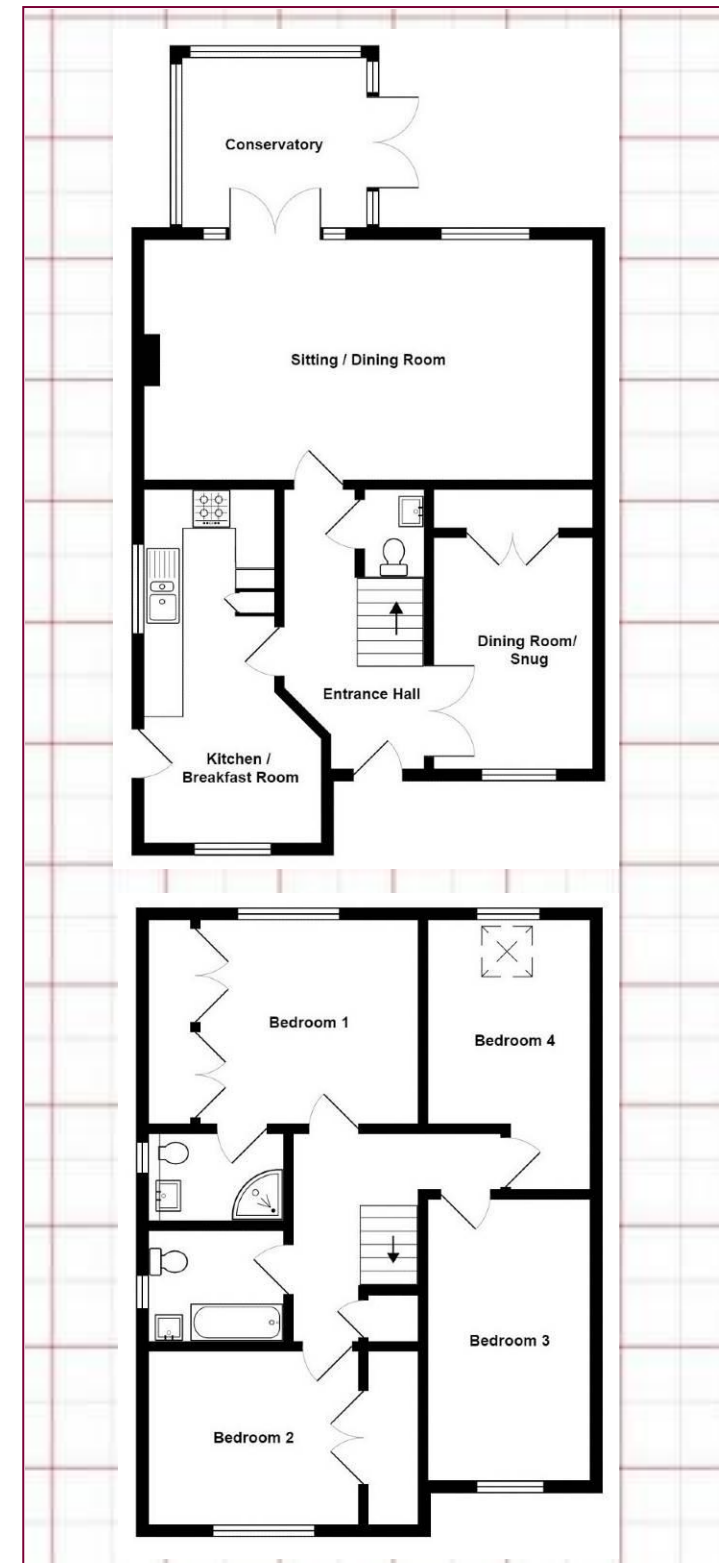 Conservatory
Sitting / Dining Room
Dining Room/
Snug
Entrance Hall
Kitchen /
Breakfast Room
Bedroom 1
Bedroom 4
Bedroom 3
Bedroom 2